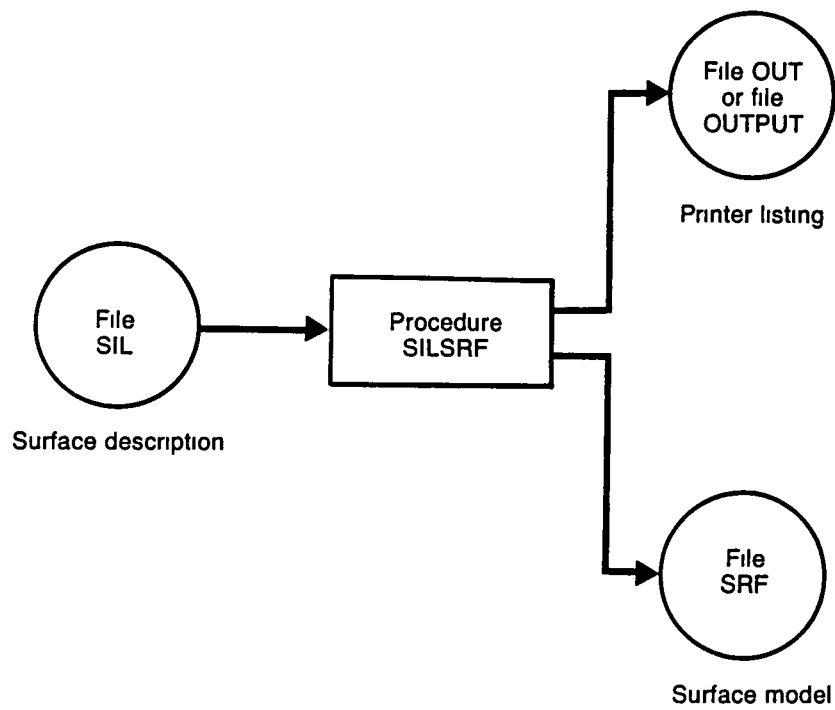 File
SIL
Surface description
Procedure
SILSRF
File OUT
or file
OUTPUT
Printer listing
File
SRF
Surface model